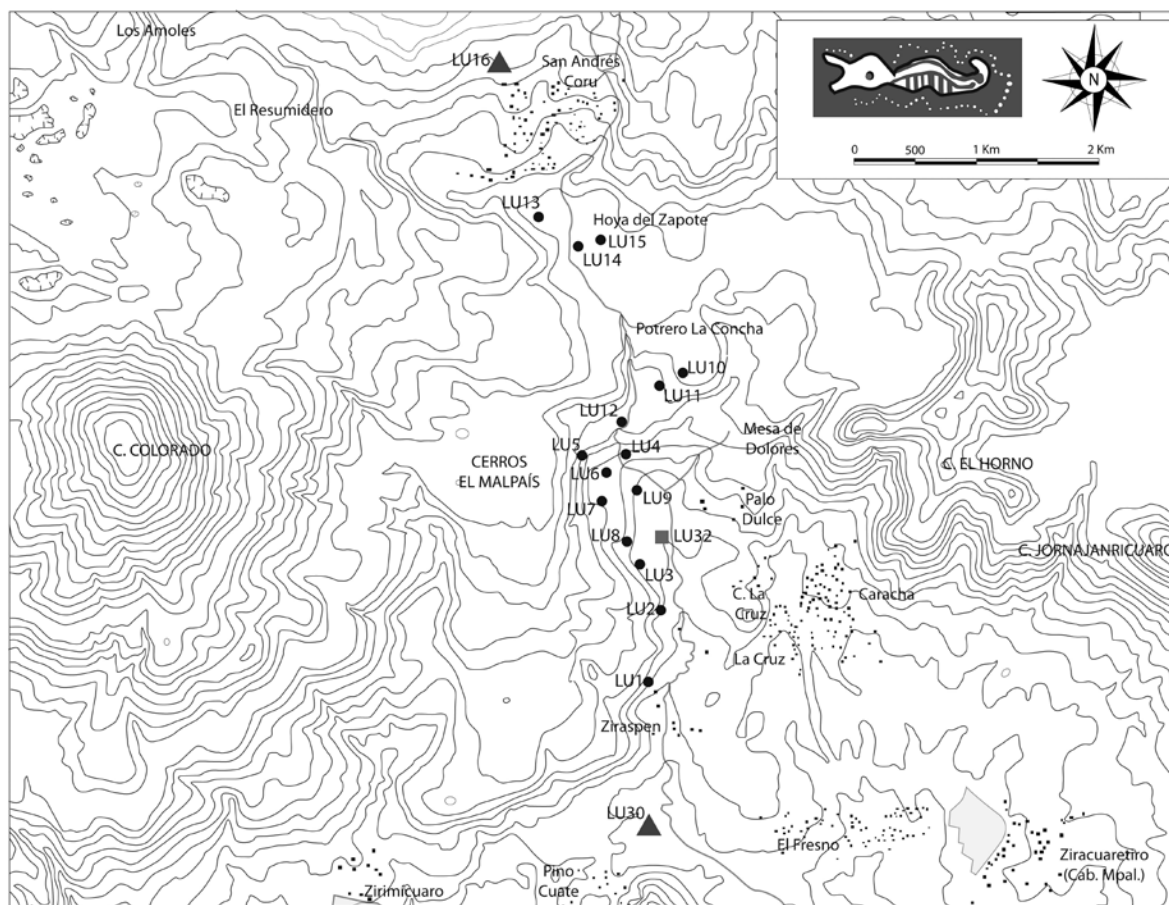 Los Amoles
LU16
San Andrés
Coru
N
0 500 1 Km 2 Km
El Resumidero
LU13
Hoya del Zapote
LU15
LU14
Potrero La Concha
LU10
LU11
LU12
Mesa de
Dolores
LU5
LU4
C. COLORADO
CERROS
EL MALPAÍS
LU6
C. EL HORNO
LU9
LU7
Palo
Dulce
LU8
LU32
C. JORNAJANRICUARO
LU3
C. La
Cruz
Caracha
LU2
La Cruz
LU1
Ziraspen
LU30
El Fresno
Ziracuaretiro
(Cab. Mpal.)
Pino
Cuate
Zirimicuaro